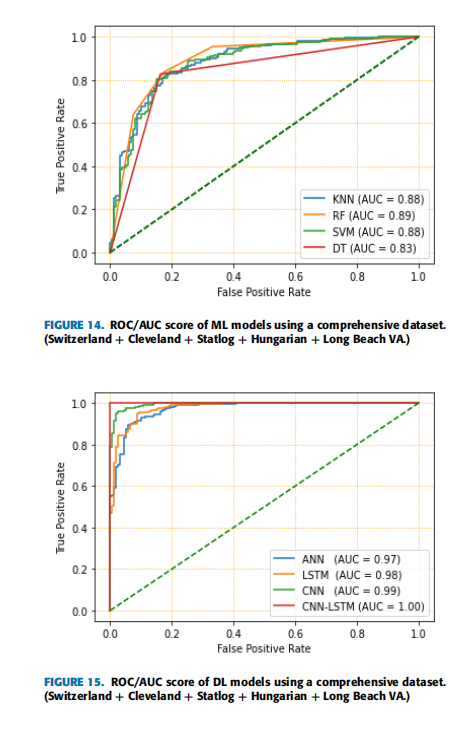 1.0
0.8
0.6
0.4
0.2
0.0
True Positive Rate
KNN (AUC = 0.88)
RF (AUC = 0.89)
SVM (AUC = 0.88)
DT (AUC = 0.83)
0.0 0.2 0.4 0.6 0.8 1.0
False Positive Rate
FIGURE 14. ROC/AUC score of ML models using a comprehensive dataset.
(Switzerland + Cleveland + Statlog + Hungarian + Long Beach VA.)
1.0
0.8
0.6
0.4
0.2
0.0
True Positive Rate
ANN (AUC = 0.97)
LSTM (AUC = 0.98)
CNN (AUC = 0.99)
CNN-LSTM (AUC = 1.00)
0.0 0.2 0.4 0.6 0.8 1.0
False Positive Rate
FIGURE 15. ROC/AUC score of DL models using a comprehensive dataset.
(Switzerland + Cleveland + Statlog + Hungarian + Long Beach VA.)